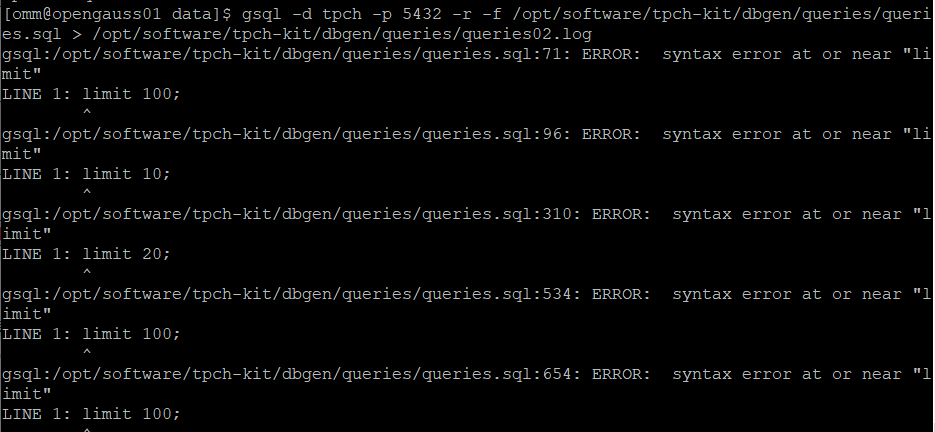 [omm@opengauss01 data]$ gsql -d tpch -p 5432 -r -f /opt/software/tpch-kit/dbgen/queries/queri
es.sql > /opt/software/tpch-kit/dbgen/queries/queries02.log
gsql:/opt/software/tpch-kit/dbgen/queries/queries.sql:71: ERROR:  syntax error at or near "li
mit"
LINE 1: limit 100;
        ^
gsql:/opt/software/tpch-kit/dbgen/queries/queries.sql:96: ERROR:  syntax error at or near "li
mit"
LINE 1: limit 10;
        ^
gsql:/opt/software/tpch-kit/dbgen/queries/queries.sql:310: ERROR:  syntax error at or near "l
imit"
LINE 1: limit 20;
        ^
gsql:/opt/software/tpch-kit/dbgen/queries/queries.sql:534: ERROR:  syntax error at or near "l
imit"
LINE 1: limit 100;
        ^
gsql:/opt/software/tpch-kit/dbgen/queries/queries.sql:654: ERROR:  syntax error at or near "l
imit"
LINE 1: limit 100;
        ^